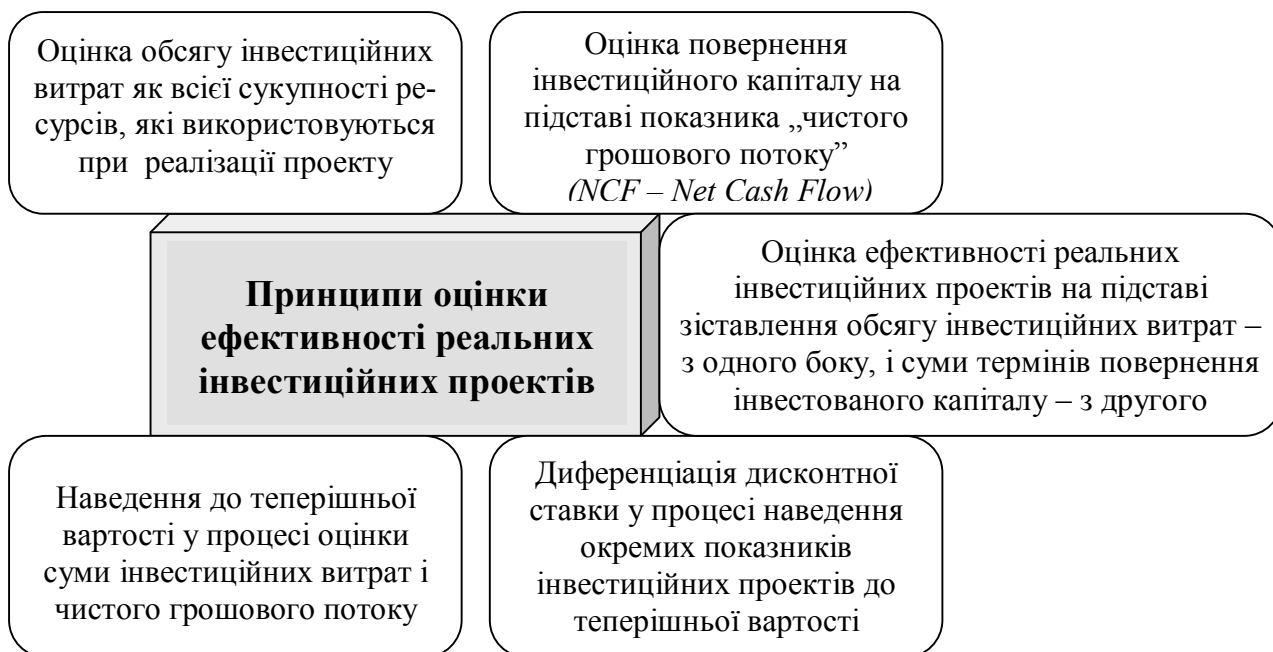 Оцінка обсягу інвестиційних
витрат як всієї сукупності ре-
сурсів, які використовуються
при реалізації проекту
Оцінка повернення
інвестиційного капіталу на
підставі показника „чистого
грошового потоку”
(NCF – Net Cash Flow)
Принципи оцінки
ефективності реальних
інвестиційних проектів
Оцінка ефективності реальних
інвестиційних проектів на підставі
зіставлення обсягу інвестиційних витрат –
з одного боку, і суми термінів повернення
інвестованого капіталу – з другого
Наведення до теперішньої
вартості у процесі оцінки
суми інвестиційних витрат і
чистого грошового потоку
Диференціація дисконтної
ставки у процесі наведення
окремих показників
інвестиційних проектів до
теперішньої вартості